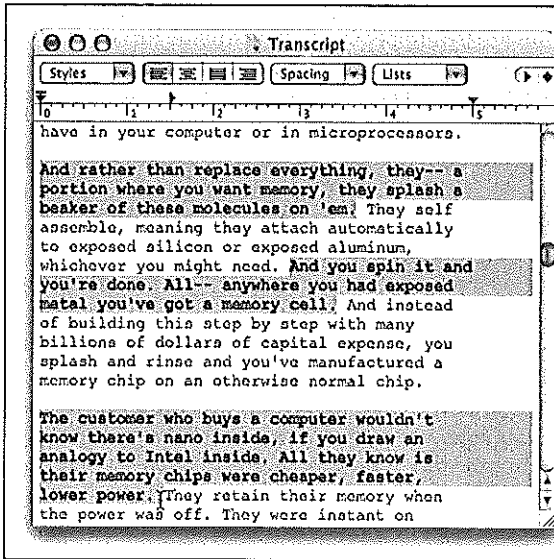 Transcript
Styles Spacing Lists
0 1 2 3 4 5
have in your computer or in microprocessors.
And rather than replace everything, they-- a
portion where you want memory, they splash a
beaker of these molecules on 'em. They self
assemble, meaning they attach automatically
to exposed silicon or exposed aluminum,
whichever you might need. And you spin it and
you're done. All-- anywhere you had exposed
metal you've got a memory cell. And instead
of building this step by step with many
billions of dollars of capital expense, you
splash and rinse and you've manufactured a
memory chip on an otherwise normal chip.
The customer who buys a computer wouldn't
know there's nano inside, if you draw an
analogy to Intel inside. All they know is
their memory chips were cheaper, faster,
lower power. They retain their memory when
the power was off. They were instant on